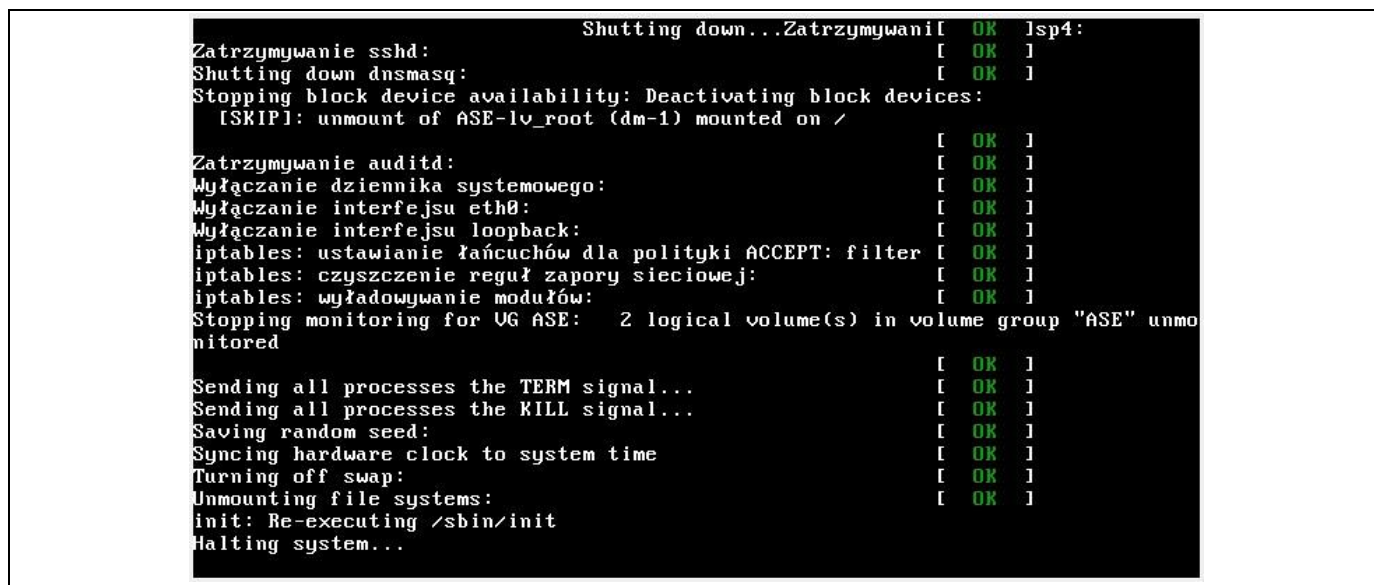 Shutting down...Zatrzymywani[  OK  ]sp4:
Zatrzymywanie sshd: [  OK  ]
Shutting down dnsmasq: [  OK  ]
Stopping block device availability: Deactivating block devices:
[SKIP]: unmount of ASE-lv_root (dm-1) mounted on /
[  OK  ]
Zatrzymywanie auditd: [  OK  ]
Wyłączanie dziennika systemowego: [  OK  ]
Wyłączanie interfejsu eth0: [  OK  ]
Wyłączanie interfejsu loopback: [  OK  ]
iptables: ustawianie łańcuchów dla polityki ACCEPT: filter [  OK  ]
iptables: czyszczenie reguł zapory sieciowej: [  OK  ]
iptables: wyładowywanie modułów: [  OK  ]
Stopping monitoring for VG ASE:   2 logical volume(s) in volume group "ASE" unmo
nitored
[  OK  ]
Sending all processes the TERM signal... [  OK  ]
Sending all processes the KILL signal... [  OK  ]
Saving random seed: [  OK  ]
Syncing hardware clock to system time [  OK  ]
Turning off swap: [  OK  ]
Unmounting file systems: [  OK  ]
init: Re-executing /sbin/init
Halting system...